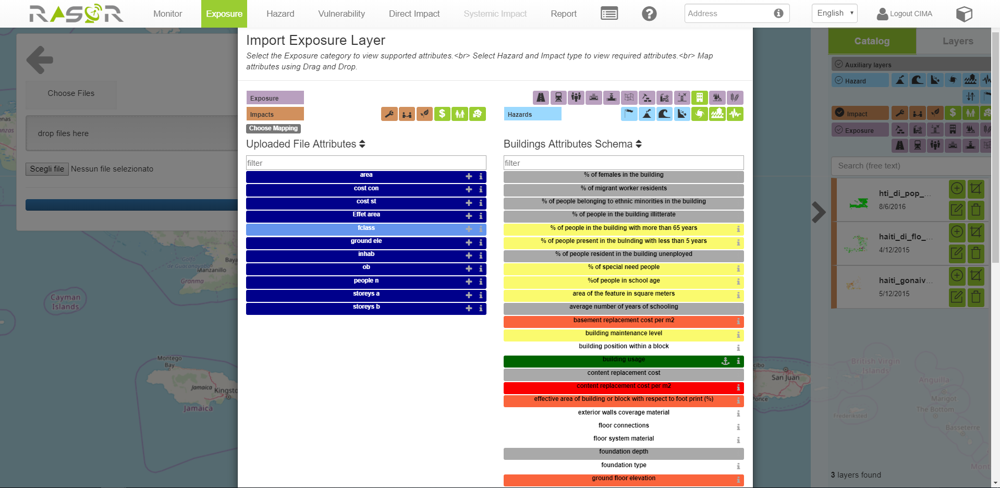 RASOR
Monitor
Exposure
Hazard
Vulnerability
Direct Impact
Systemic Impact
Report
Address
English
Logout CIMA
Import Exposure Layer
Select the Exposure category to view supported attributes.<br> Select Hazard and Impact type to view required attributes.<br> Map
attributes using Drag and Drop.
Choose Files
drop files here
Scegli file Nessun file selezionato
Exposure
Impacts
Hazards
Choose Mapping
Uploaded File Attributes
filter
area
cost con
cost st
Effet area
fclass
ground ele
inhab
ob
people n
storeys a
storeys b
Buildings Attributes Schema
filter
% of females in the building
% of migrant worker residents
% of people belonging to ethnic minorities in the building
% of people in the building illitterate
% of people in the building with more than 65 years
% of people present in the bulnding with less than 5 years
% of people resident in the building unenployed
% of special need people
%of people in school age
area of the feature in square meters
average number of years of schooling
basement replacement cost per m2
building maintenance level
building position within a block
building usage
content replacement cost
content replacement cost per m2
effective area of building or block with respect to foot print (%)
exterior walls coverage material
floor connections
floor system material
foundation depth
foundation type
ground floor elevation
Catalog
Layers
Auxiliary layers
Hazard
Impact
Exposure
Search (free text)
hti_di_pop_...
8/6/2016
haiti_di_flo_...
4/12/2015
haiti_gonaiv...
5/12/2015
3 layers found
enas
anzanillo
Golfo
de Guacanayabo
Baya
Manzanillo
Granma
Cayman
Islands
Montego
Bay
Jamaica
Kingsto
Jamaica
cibo
San Juan
Ponce
British Virgin
Islands
Anguilla
Marigot
The Bottom
Frederiksted
Basseterre
Mont